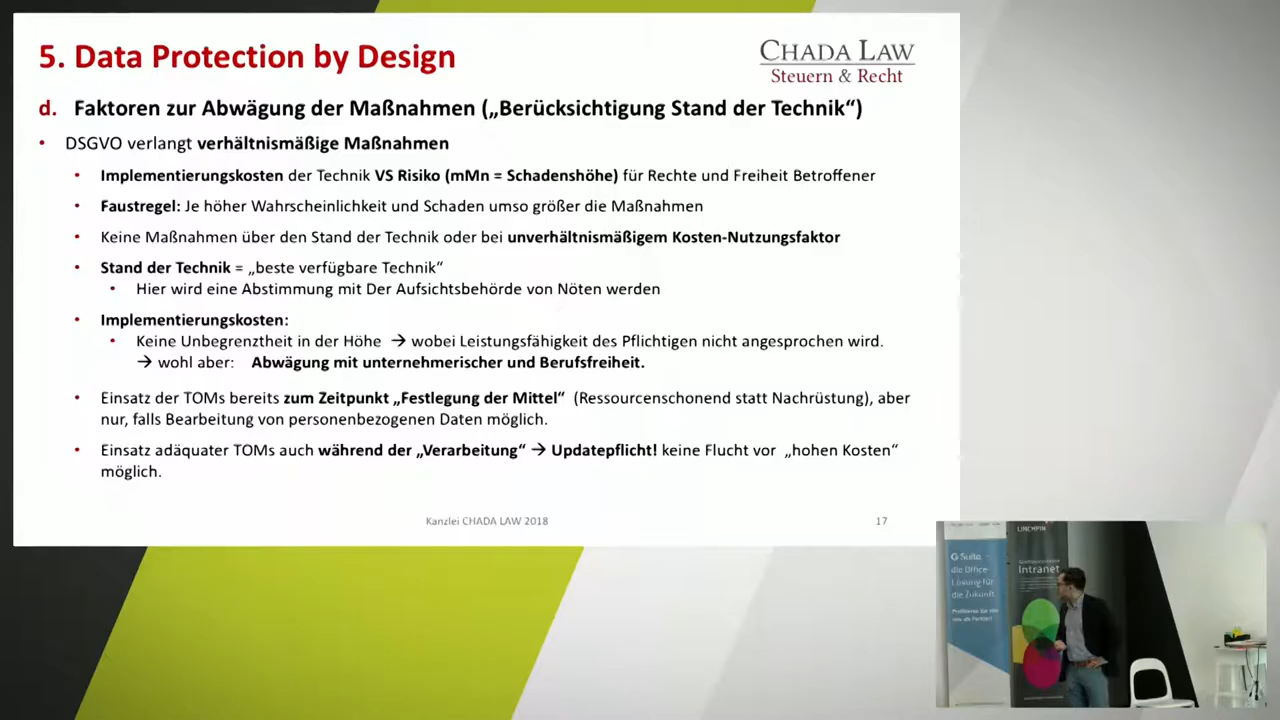 5. Data Protection by Design
CHADA LAW
Steuern & Recht
d. Faktoren zur Abwägung der Maßnahmen („Berücksichtigung Stand der Technik“)
• DSGVO verlangt verhältnismäßige Maßnahmen
• Implementierungskosten der Technik VS Risiko (mMn = Schadenshöhe) für Rechte und Freiheit Betroffener
• Faustregel: Je höher Wahrscheinlichkeit und Schaden umso größer die Maßnahmen
• Keine Maßnahmen über den Stand der Technik oder bei unverhältnismäßigem Kosten-Nutzungsfaktor
• Stand der Technik = „beste verfügbare Technik“
• Hier wird eine Abstimmung mit Der Aufsichtsbehörde von Nöten werden
• Implementierungskosten:
• Keine Unbegrenztheit in der Höhe → wobei Leistungsfähigkeit des Pflichtigen nicht angesprochen wird.
→ wohl aber: Abwägung mit unternehmerischer und Berufsfreiheit.
• Einsatz der TOMs bereits zum Zeitpunkt „Festlegung der Mittel“ (Ressourcenschonend statt Nachrüstung), aber
nur, falls Bearbeitung von personenbezogenen Daten möglich.
• Einsatz adäquater TOMs auch während der „Verarbeitung“ → Updatepflicht! keine Flucht vor „hohen Kosten“
möglich.
Kanzlei CHADA LAW 2018
17
LINCHPIN
G Suite -
die Office-
Lösung für
die Zukunft.
Intranet